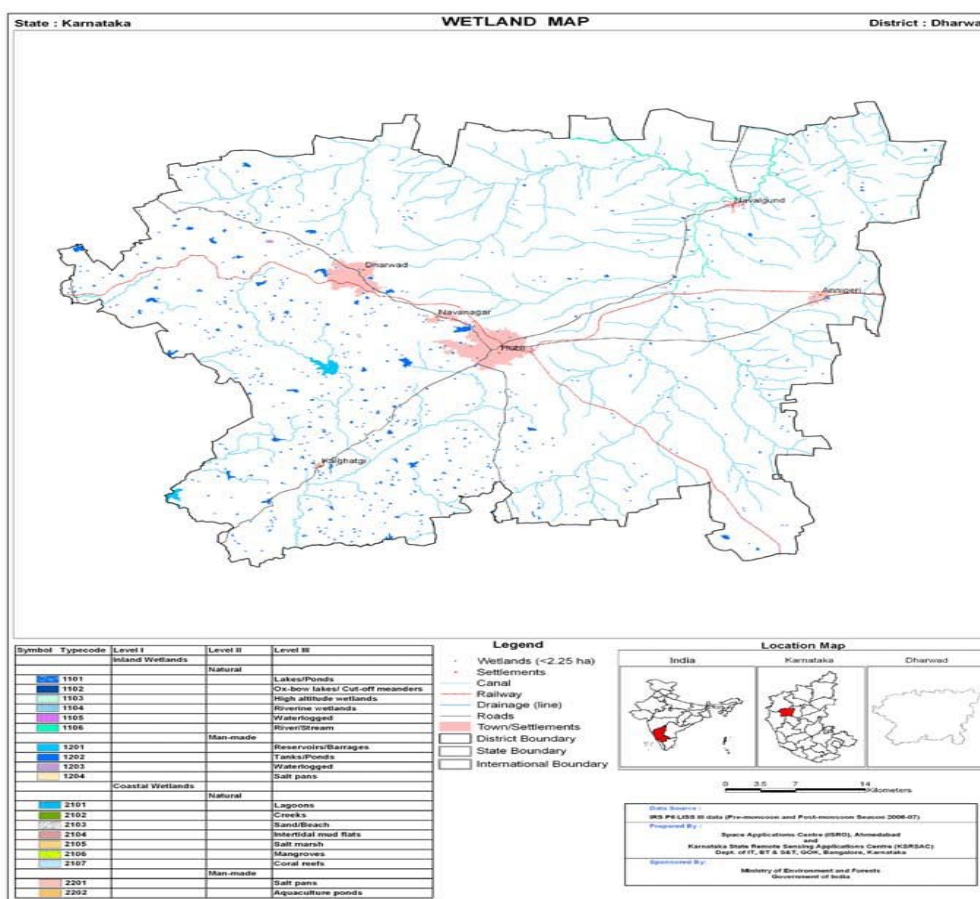 State : Karnataka WETLAND MAP District : Dharwa
Navalgund
Dharwad
Annigeri
Navanagar
Hubli
Kalghatgi
Symbol Typecode Level I Level II Level III
Inland Wetlands
Natural
1101 Lakes/Ponds
1102 Ox-bow lakes/ Cut-off meanders
1103 High altitude wetlands
1104 Riverine wetlands
1105 Waterlogged
1106 River/Stream
Man-made
1201 Reservoirs/Barrages
1202 Tanks/Ponds
1203 Waterlogged
1204 Salt pans
Coastal Wetlands
Natural
2101 Lagoons
2102 Creeks
2103 Sand/Beach
2104 Intertidal mud flats
2105 Salt marsh
2106 Mangroves
2107 Coral reefs
Man-made
2201 Salt pans
2202 Aquaculture ponds
Legend
Wetlands (<2.25 ha)
Settlements
Canal
Railway
Drainage (line)
Roads
Town/Settlements
District Boundary
State Boundary
International Boundary
Location Map
India Karnataka Dharwad
0 3.5 7 14
Kilometers
Data Source :
IRS P6 LISS III data (Pre-monsoon and Post-monsoon Season 2006-07)
Prepared By :
Space Applications Centre (ISRO), Ahmedabad
and
Karnataka State Remote Sensing Applications Centre (KSRSAC)
Dept. of IT, BT & S&T, GOK, Bangalore, Karnataka
Sponsored By:
Ministry of Environment and Forests
Government of India